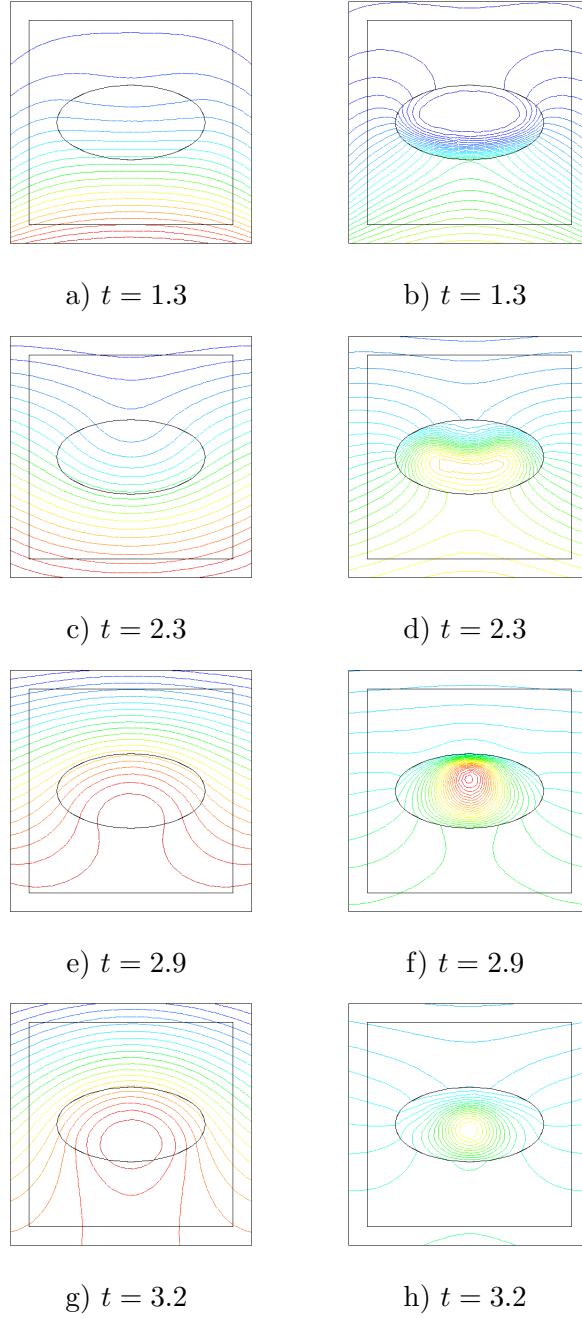 a) t = 1.3
b) t = 1.3
c) t = 2.3
d) t = 2.3
e) t = 2.9
f) t = 2.9
g) t = 3.2
h) t = 3.2